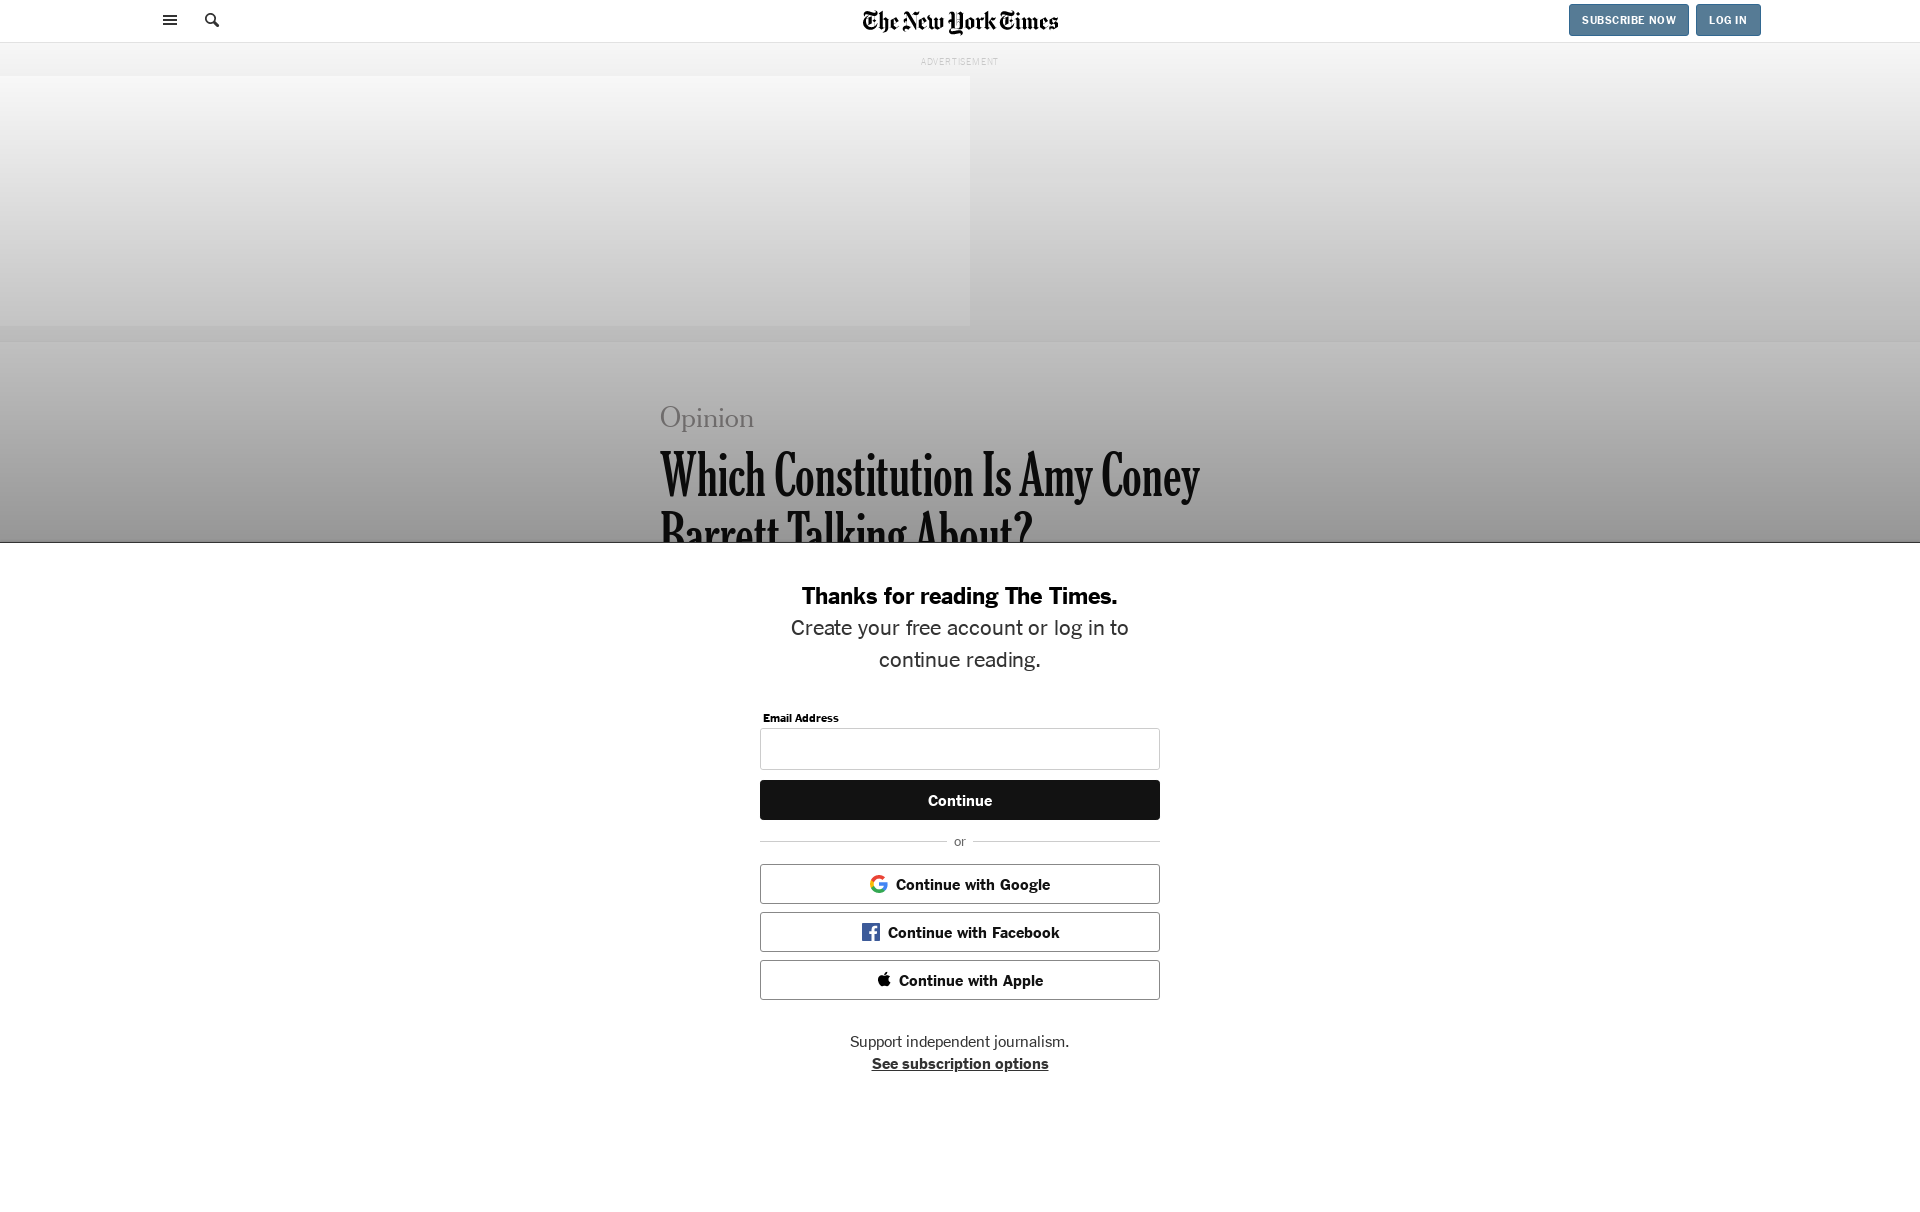 The New York Times
SUBSCRIBE NOW
LOG IN
ADVERTISEMENT
Opinion
Which Constitution Is Amy Coney
Barrett Talking About?
Thanks for reading The Times.
Create your free account or log in to
continue reading.
Email Address
Continue
or
Continue with Google
Continue with Facebook
Continue with Apple
Support independent journalism.
See subscription options